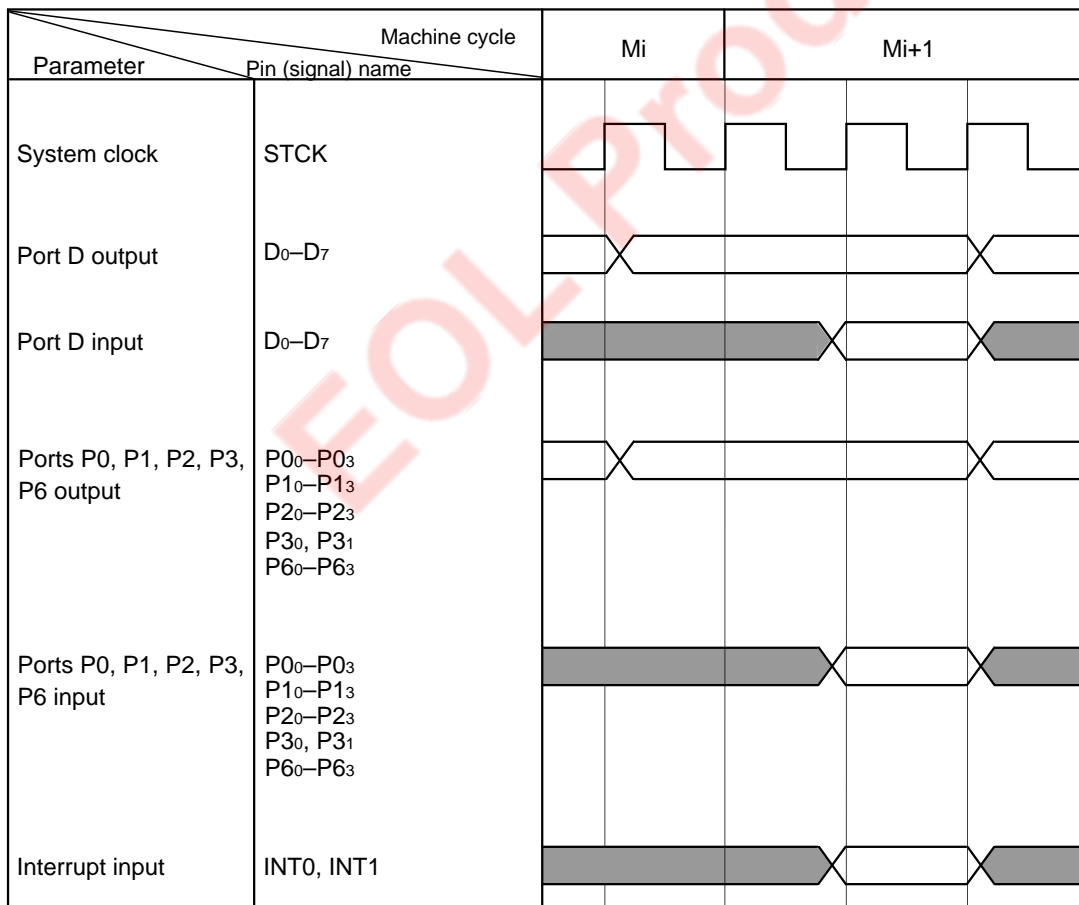 Machine cycle
Parameter
Pin (signal) name
Mi
Mi+1
System clock
STCK
Port D output
D0–D7
Port D input
D0–D7
Ports P0, P1, P2, P3,
P6 output
P00–P03
P10–P13
P20–P23
P30, P31
P60–P63
Ports P0, P1, P2, P3,
P6 input
P00–P03
P10–P13
P20–P23
P30, P31
P60–P63
Interrupt input
INT0, INT1
EOL